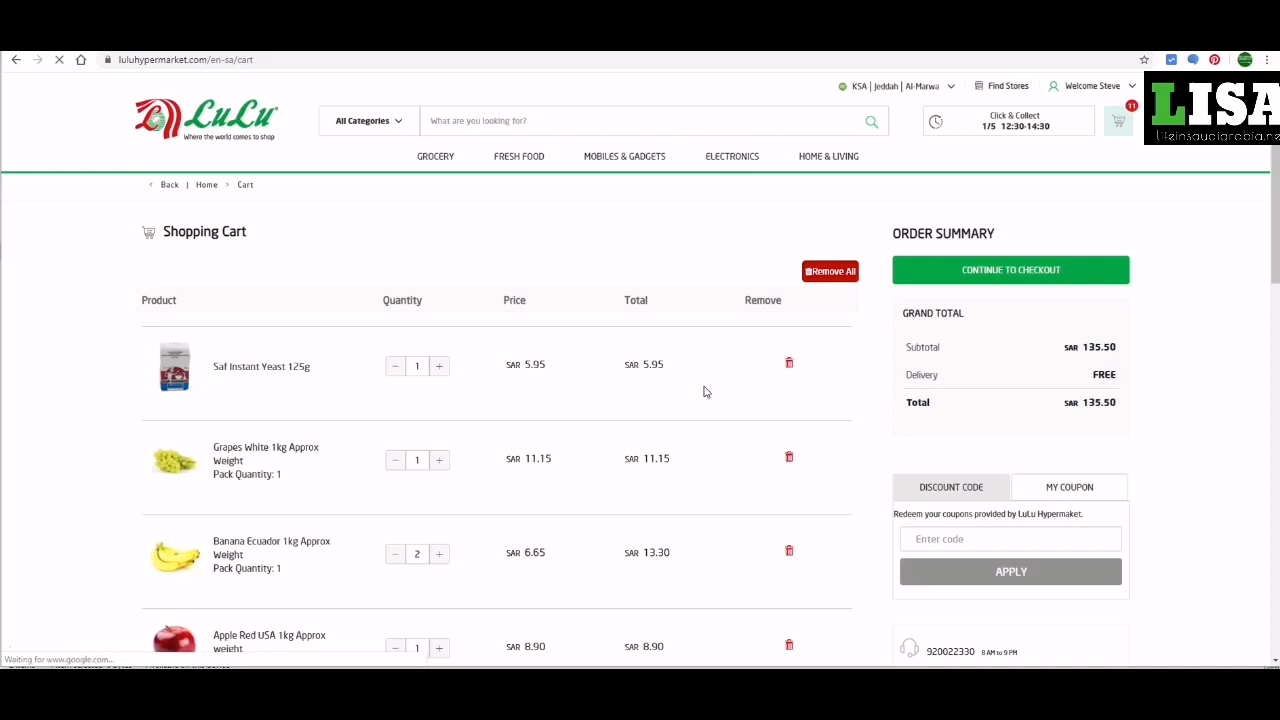 luluhypermarket.com/en-sa/cart
KSA | Jeddah | Al-Marwa
Find Stores
Welcome Steve
LISA
lifeinsaudiarabia.ne
LuLu
Where the world comes to shop
All Categories
What are you looking for?
Click & Collect
1/5 12:30-14:30
11
GROCERY
FRESH FOOD
MOBILES & GADGETS
ELECTRONICS
HOME & LIVING
< Back | Home > Cart
Shopping Cart
Remove All
Product Quantity Price Total Remove
Saf Instant Yeast 125g
− 1 +
SAR 5.95
SAR 5.95
Grapes White 1kg Approx
Weight
Pack Quantity: 1
− 1 +
SAR 11.15
SAR 11.15
Banana Ecuador 1kg Approx
Weight
Pack Quantity: 1
− 2 +
SAR 6.65
SAR 13.30
Apple Red USA 1kg Approx
weight
− 1 +
SAR 8.90
SAR 8.90
ORDER SUMMARY
CONTINUE TO CHECKOUT
GRAND TOTAL
Subtotal SAR 135.50
Delivery FREE
Total SAR 135.50
DISCOUNT CODE
MY COUPON
Redeem your coupons provided by LuLu Hypermaket.
Enter code
APPLY
920022330 8 AM to 9 PM
Waiting for www.google.com...